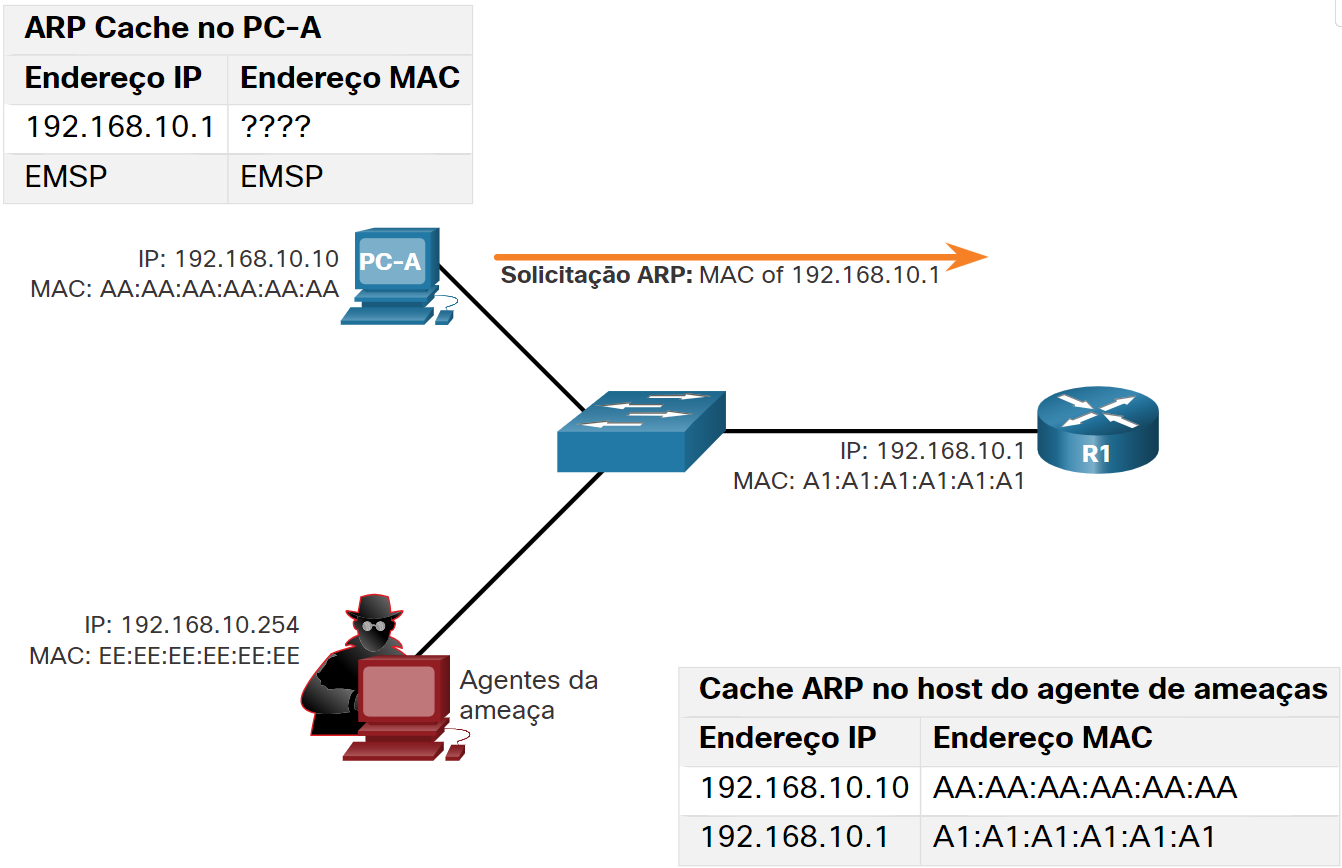 ARP Cache no PC-A
Endereço IP Endereço MAC
192.168.10.1 ????
EMSP EMSP
IP: 192.168.10.10
MAC: AA:AA:AA:AA:AA:AA
PC-A
Solicitação ARP: MAC of 192.168.10.1
IP: 192.168.10.1
MAC: A1:A1:A1:A1:A1:A1
R1
IP: 192.168.10.254
MAC: EE:EE:EE:EE:EE:EE
Agentes da
ameaça
Cache ARP no host do agente de ameaças
Endereço IP Endereço MAC
192.168.10.10 AA:AA:AA:AA:AA:AA
192.168.10.1 A1:A1:A1:A1:A1:A1